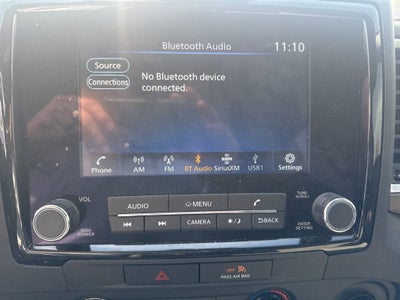 Bluetooth Audio 11:10
Source
Connections
No Bluetooth device
connected.
Phone AM FM BT Audio SiriusXM USB1 Settings
VOL
PUSH
POWER
AUDIO MENU
CAMERA BACK
TUNE
SCROLL
ENTER
SETTING
OFF
PASS AIR BAG